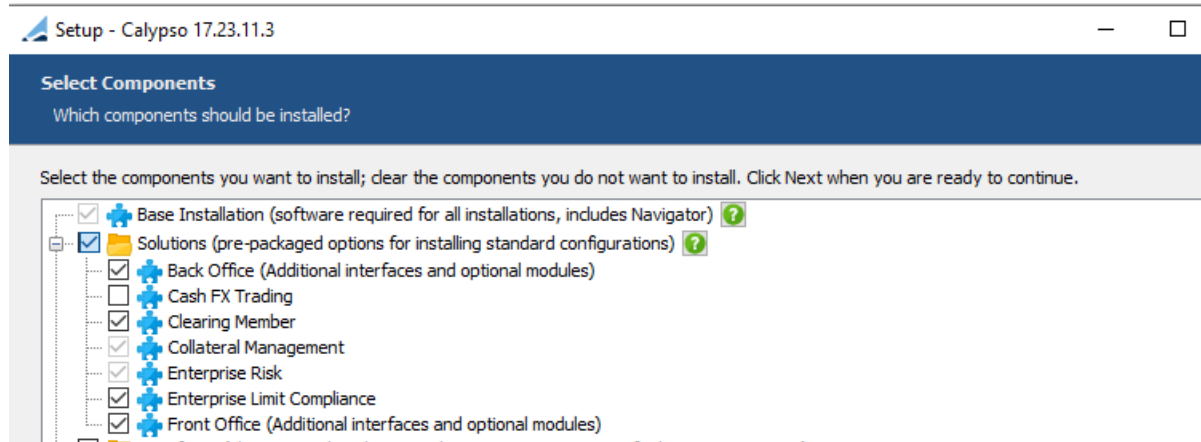 Setup - Calypso 17.23.11.3
Select Components
Which components should be installed?
Select the components you want to install; clear the components you do not want to install. Click Next when you are ready to continue.
Base Installation (software required for all installations, includes Navigator) ?
Solutions (pre-packaged options for installing standard configurations) ?
Back Office (Additional interfaces and optional modules)
Cash FX Trading
Clearing Member
Collateral Management
Enterprise Risk
Enterprise Limit Compliance
Front Office (Additional interfaces and optional modules)